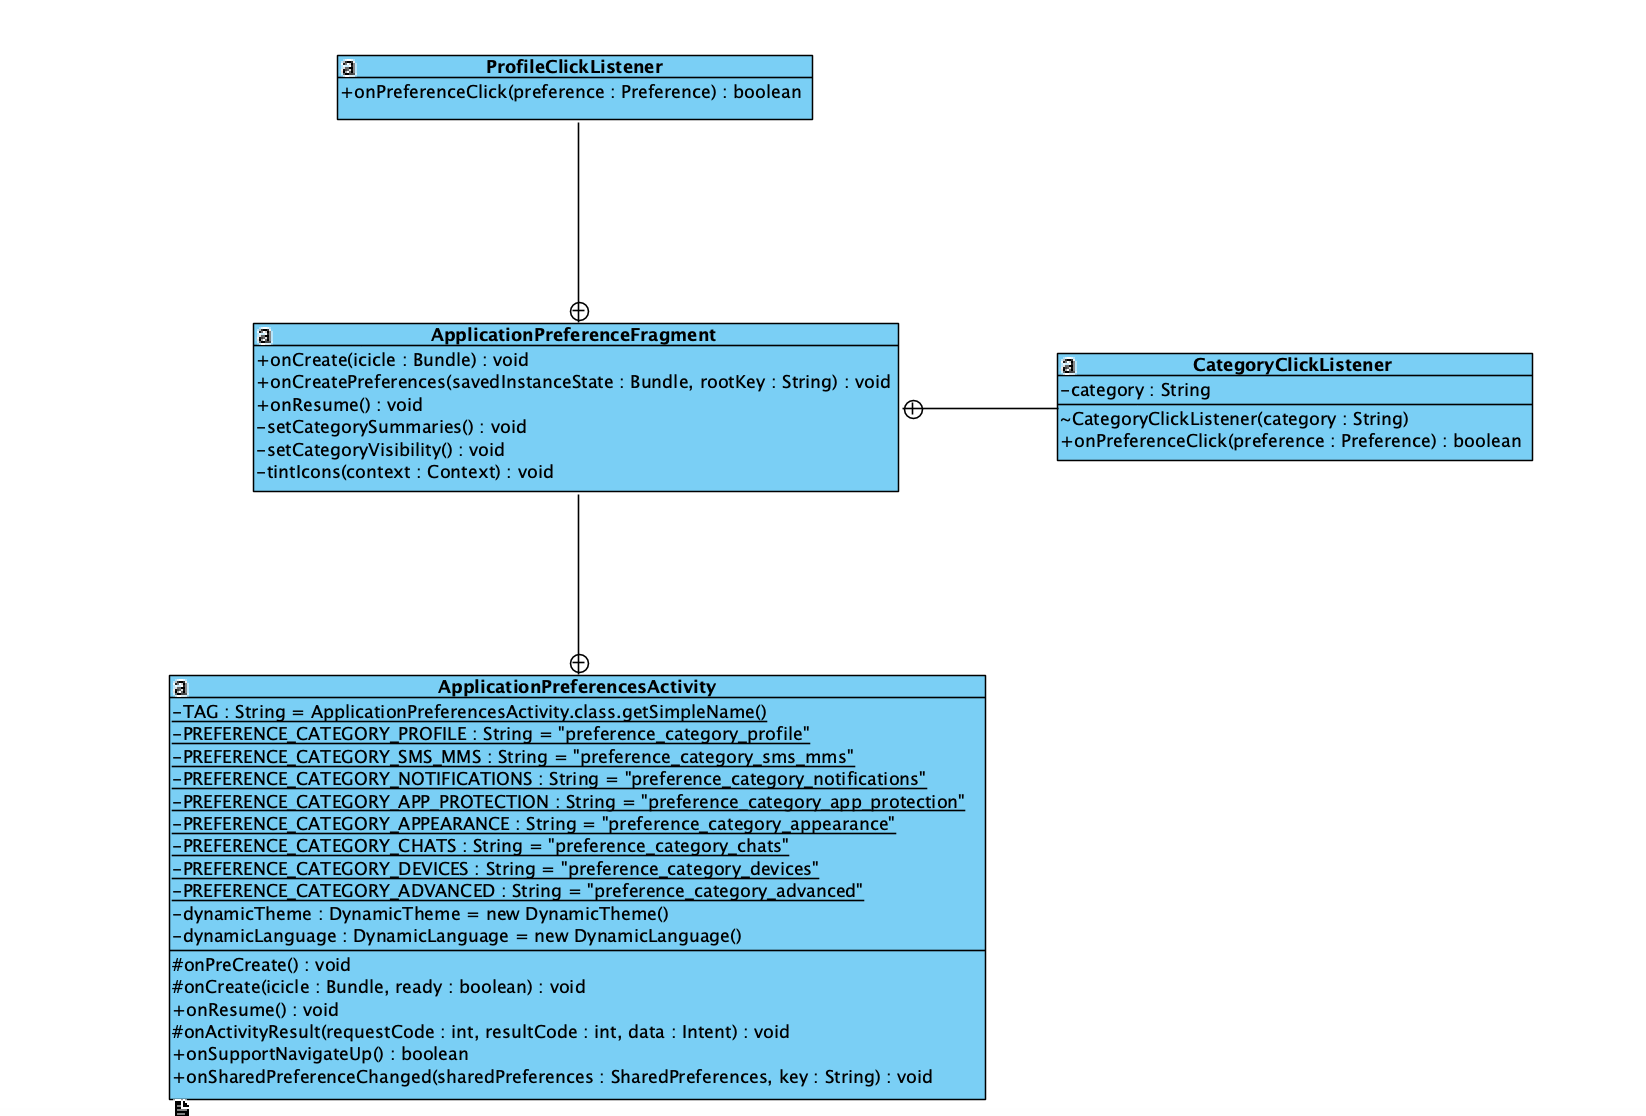 a ProfileClickListener
+onPreferenceClick(preference : Preference) : boolean
a ApplicationPreferenceFragment
+onCreate(icicle : Bundle) : void
+onCreatePreferences(savedInstanceState : Bundle, rootKey : String) : void
+onResume() : void
-setCategorySummaries() : void
-setCategoryVisibility() : void
-tintIcons(context : Context) : void
a CategoryClickListener
-category : String
~CategoryClickListener(category : String)
+onPreferenceClick(preference : Preference) : boolean
a ApplicationPreferencesActivity
-TAG : String = ApplicationPreferencesActivity.class.getSimpleName()
-PREFERENCE_CATEGORY_PROFILE : String = "preference_category_profile"
-PREFERENCE_CATEGORY_SMS_MMS : String = "preference_category_sms_mms"
-PREFERENCE_CATEGORY_NOTIFICATIONS : String = "preference_category_notifications"
-PREFERENCE_CATEGORY_APP_PROTECTION : String = "preference_category_app_protection"
-PREFERENCE_CATEGORY_APPEARANCE : String = "preference_category_appearance"
-PREFERENCE_CATEGORY_CHATS : String = "preference_category_chats"
-PREFERENCE_CATEGORY_DEVICES : String = "preference_category_devices"
-PREFERENCE_CATEGORY_ADVANCED : String = "preference_category_advanced"
-dynamicTheme : DynamicTheme = new DynamicTheme()
-dynamicLanguage : DynamicLanguage = new DynamicLanguage()
#onPreCreate() : void
#onCreate(icicle : Bundle, ready : boolean) : void
+onResume() : void
#onActivityResult(requestCode : int, resultCode : int, data : Intent) : void
+onSupportNavigateUp() : boolean
+onSharedPreferenceChanged(sharedPreferences : SharedPreferences, key : String) : void